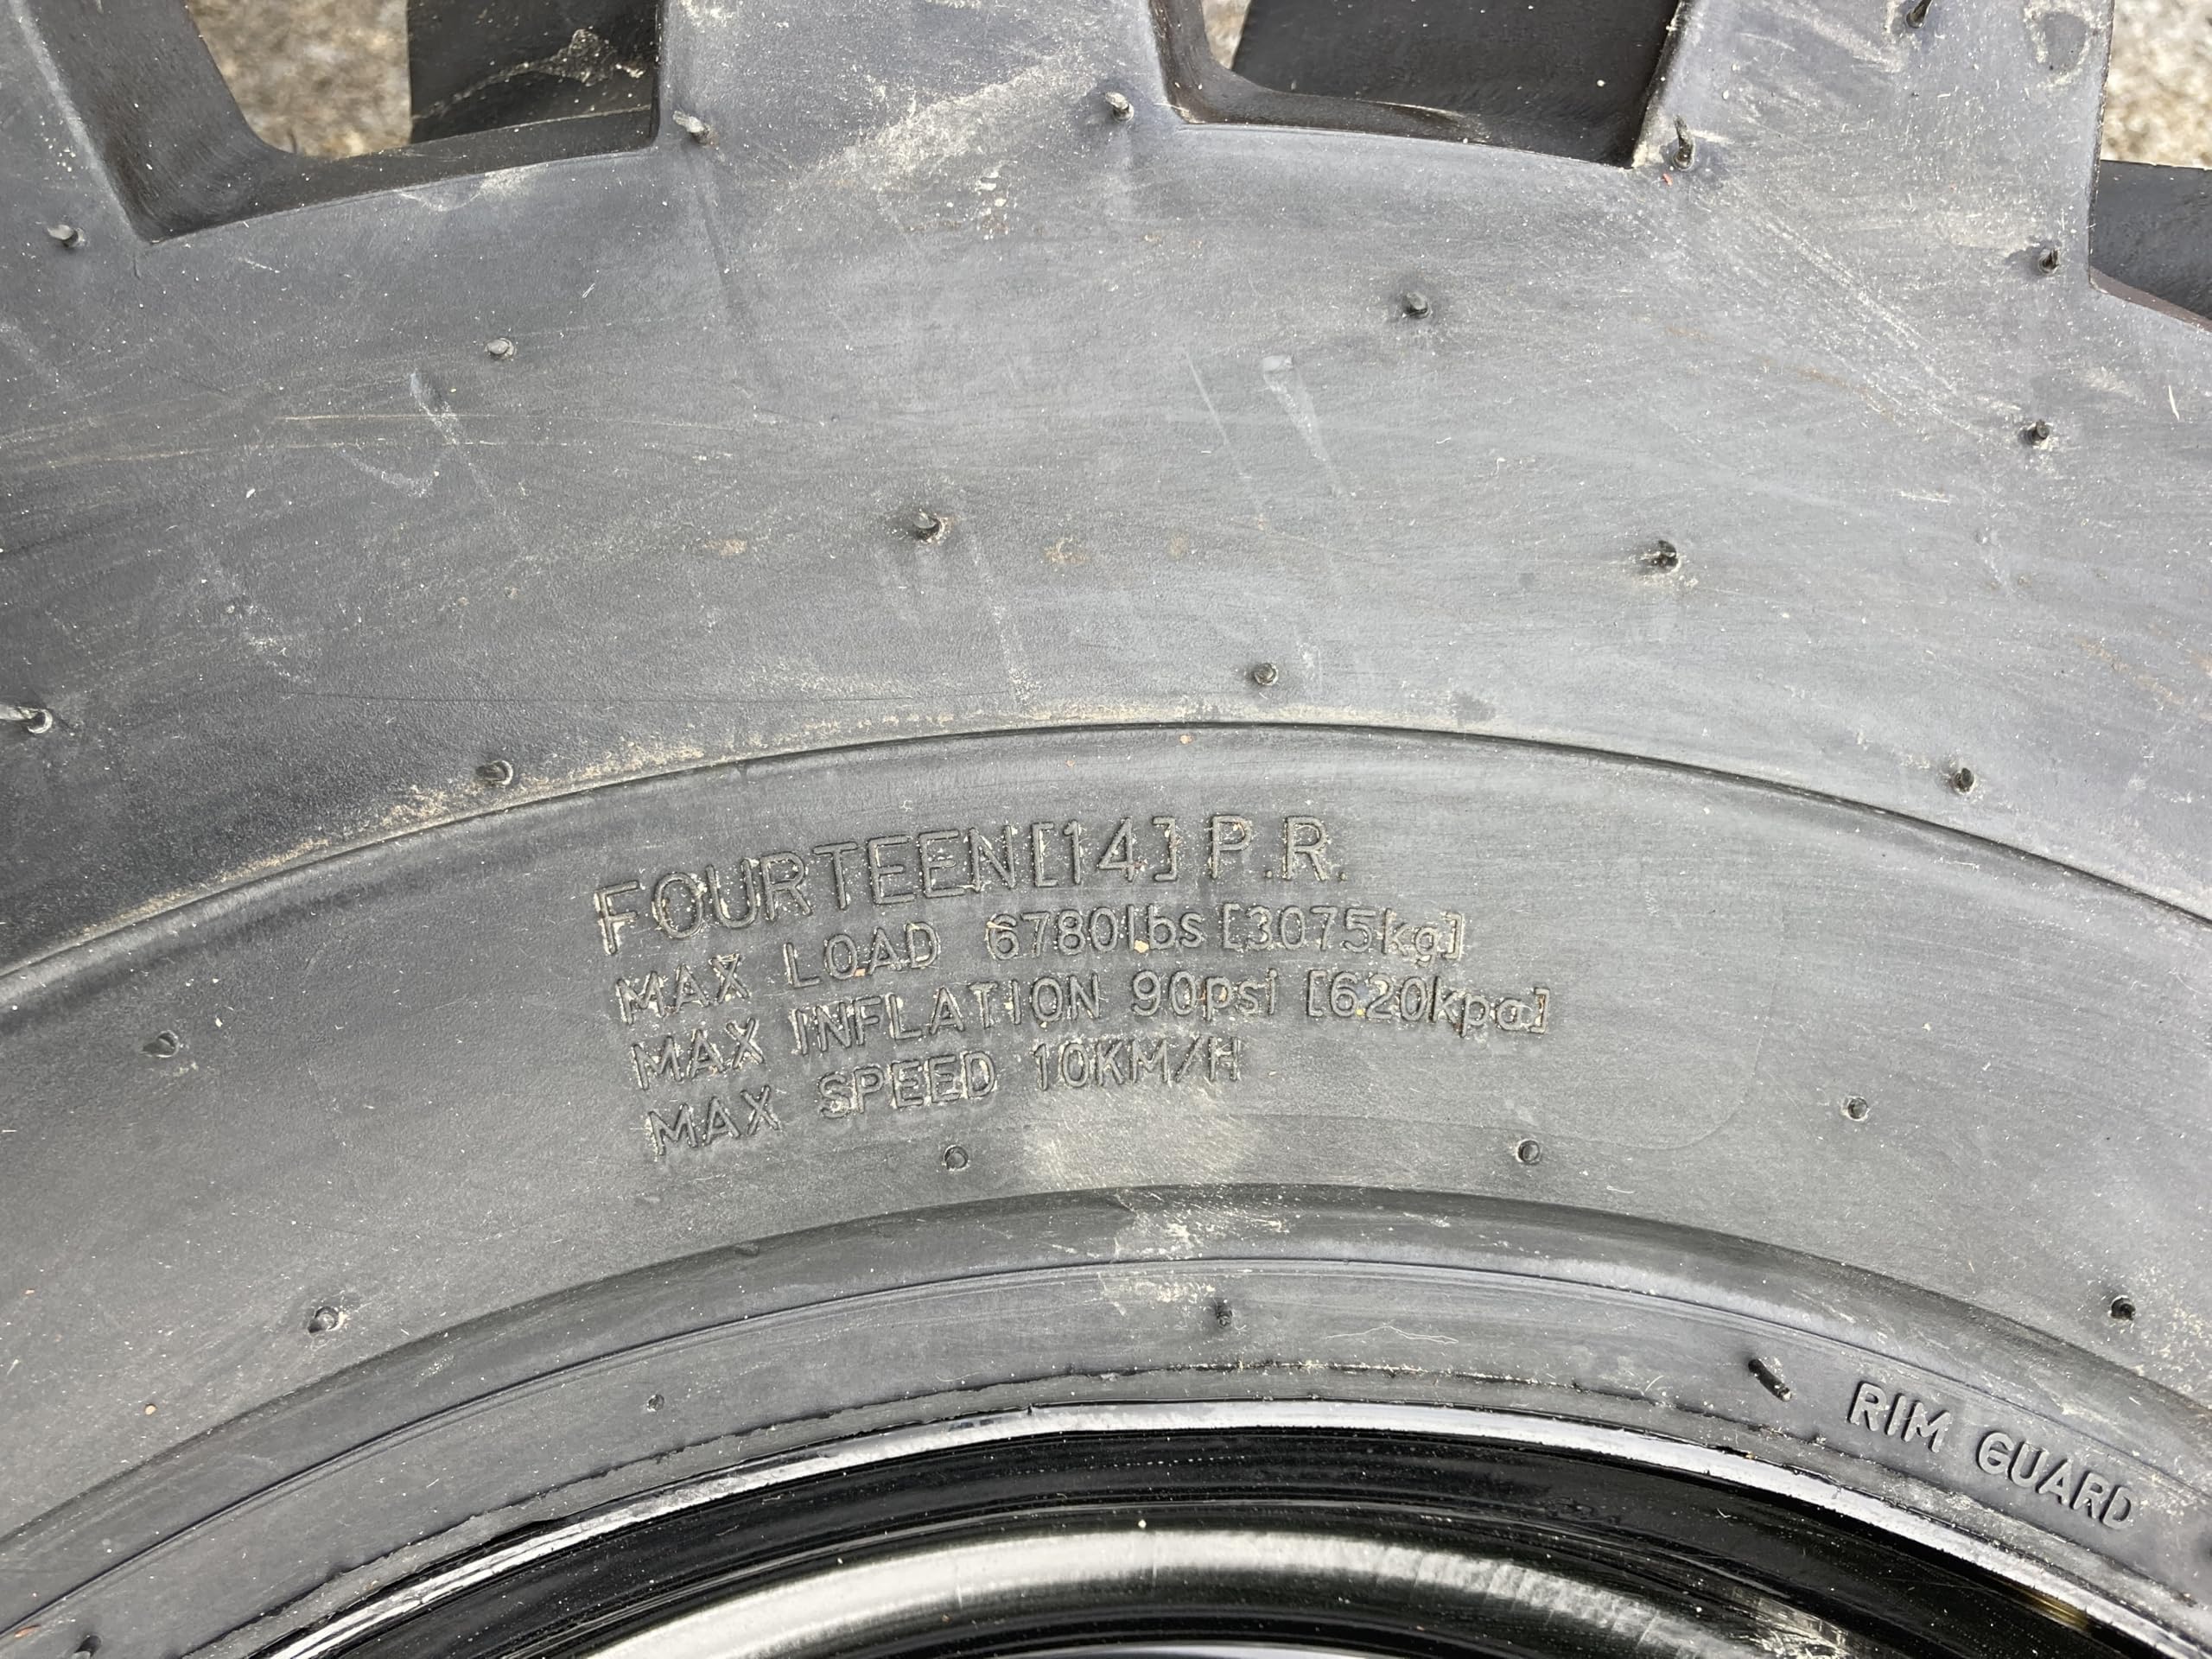 FOURTEEN[14] P.R.
MAX LOAD 6780lbs [3075kg]
MAX INFLATION 90psi [620kpa]
MAX SPEED 10KM/H
RIM GUARD